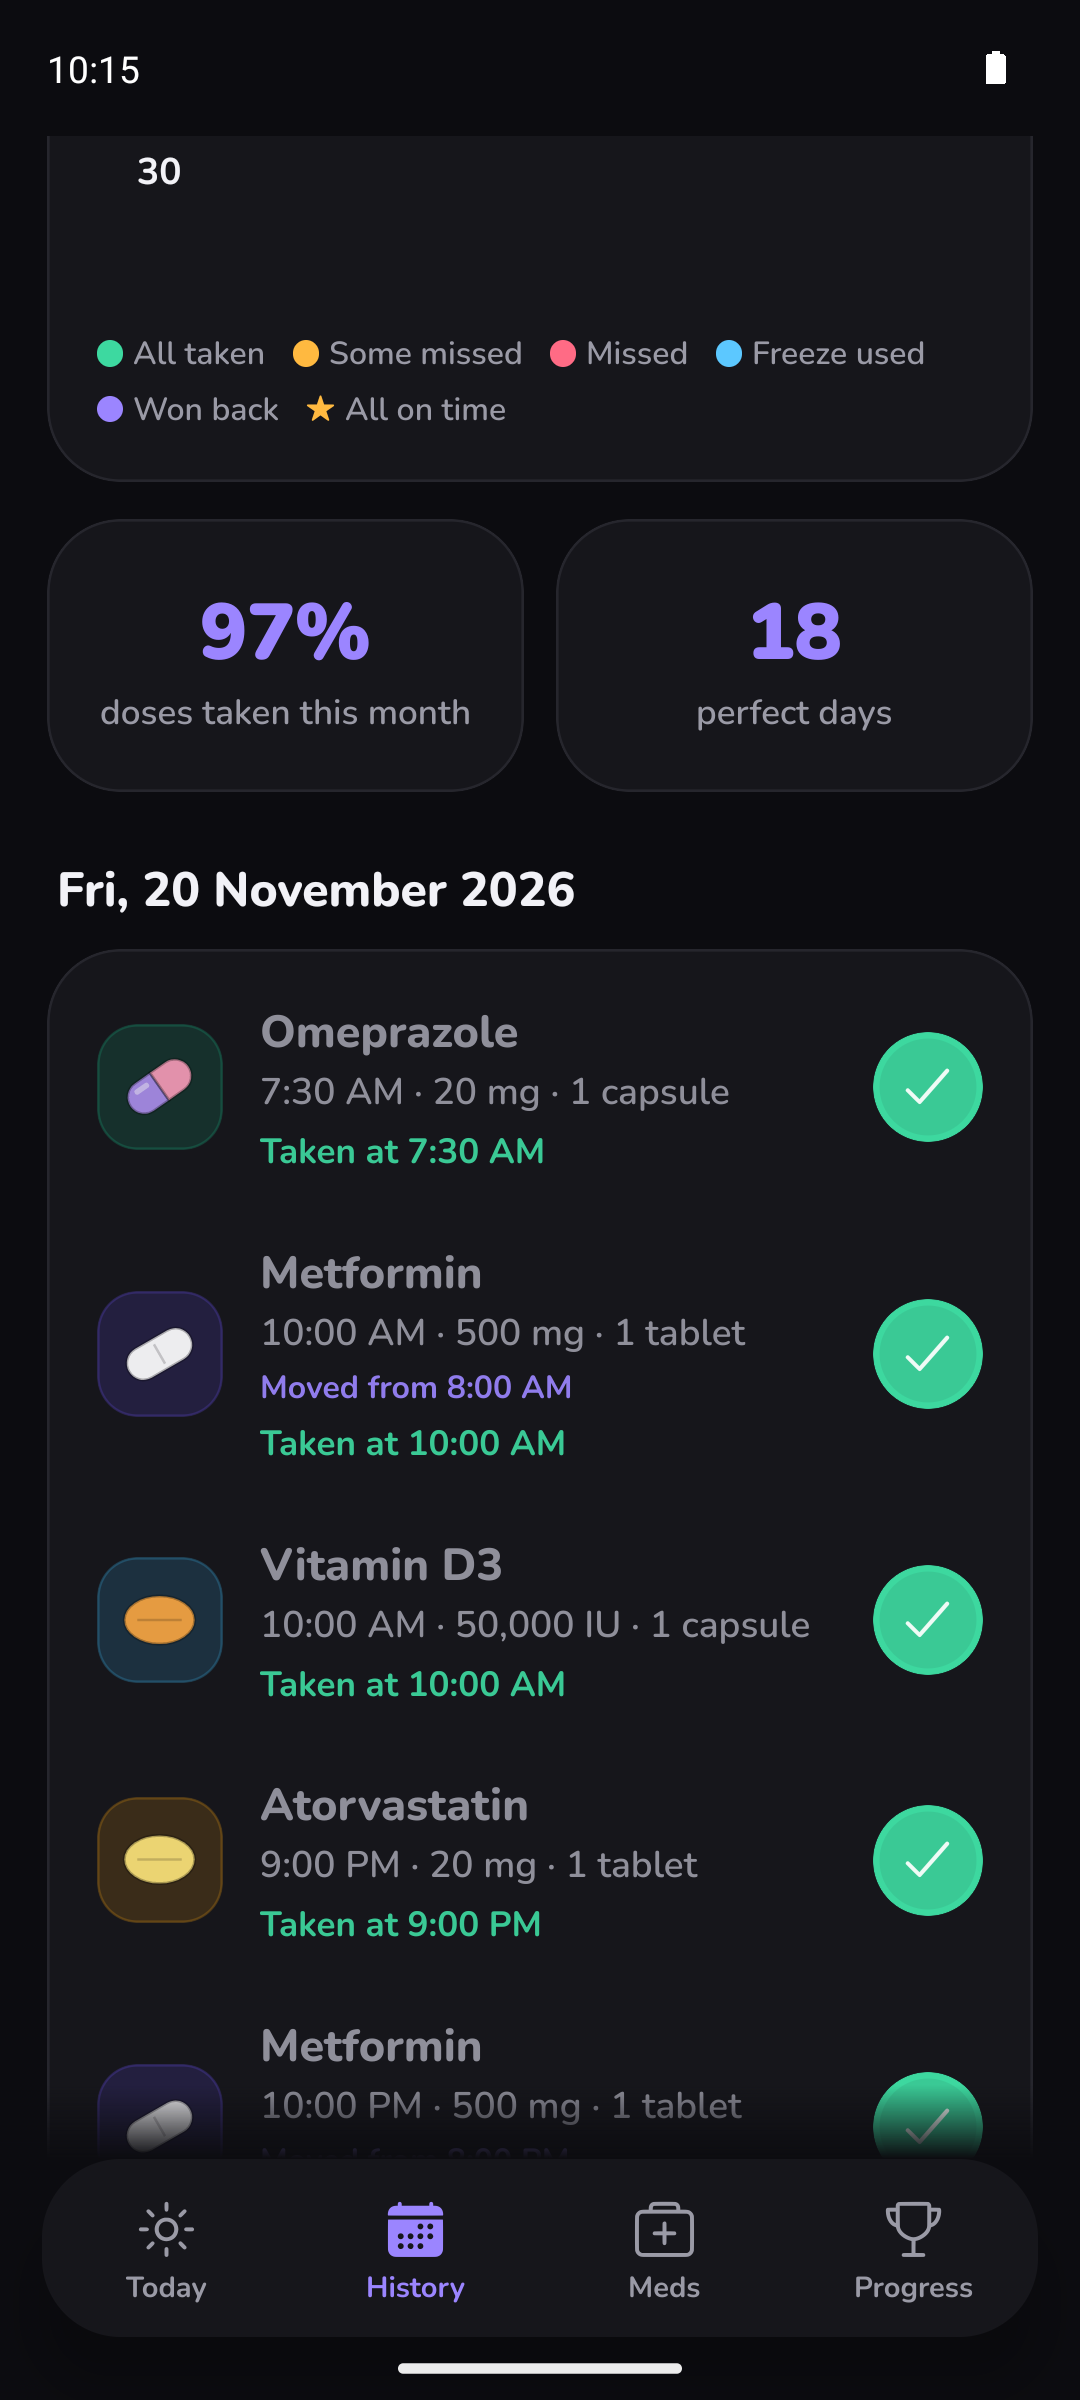 10:15
30
All taken
Some missed
Missed
Freeze used
Won back
All on time
97%
doses taken this month
18
perfect days
Fri, 20 November 2026
Omeprazole
7:30 AM · 20 mg · 1 capsule
Taken at 7:30 AM
Metformin
10:00 AM · 500 mg · 1 tablet
Moved from 8:00 AM
Taken at 10:00 AM
Vitamin D3
10:00 AM · 50,000 IU · 1 capsule
Taken at 10:00 AM
Atorvastatin
9:00 PM · 20 mg · 1 tablet
Taken at 9:00 PM
Metformin
10:00 PM · 500 mg · 1 tablet
Today
History
Meds
Progress